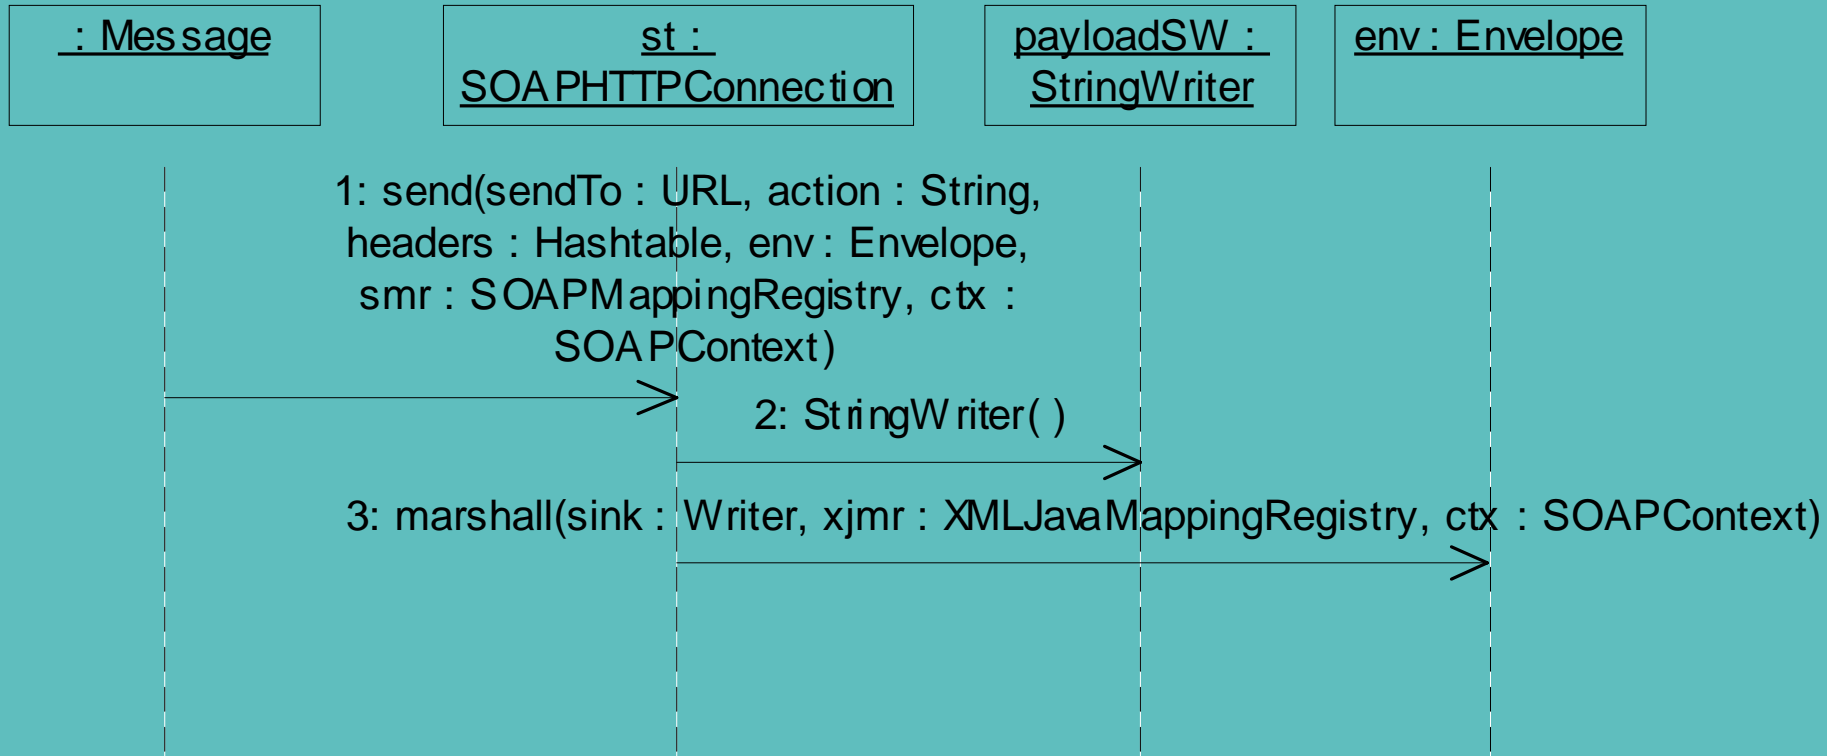 : Message
st :
SOAPHTTPConnection
payloadSW :
StringWriter
env : Envelope
1: send(sendTo : URL, action : String,
headers : Hashtable, env : Envelope,
smr : SOAPMappingRegistry, ctx :
SOAPContext)
2: StringWriter( )
3: marshall(sink : Writer, xjmr : XMLJavaMappingRegistry, ctx : SOAPContext)